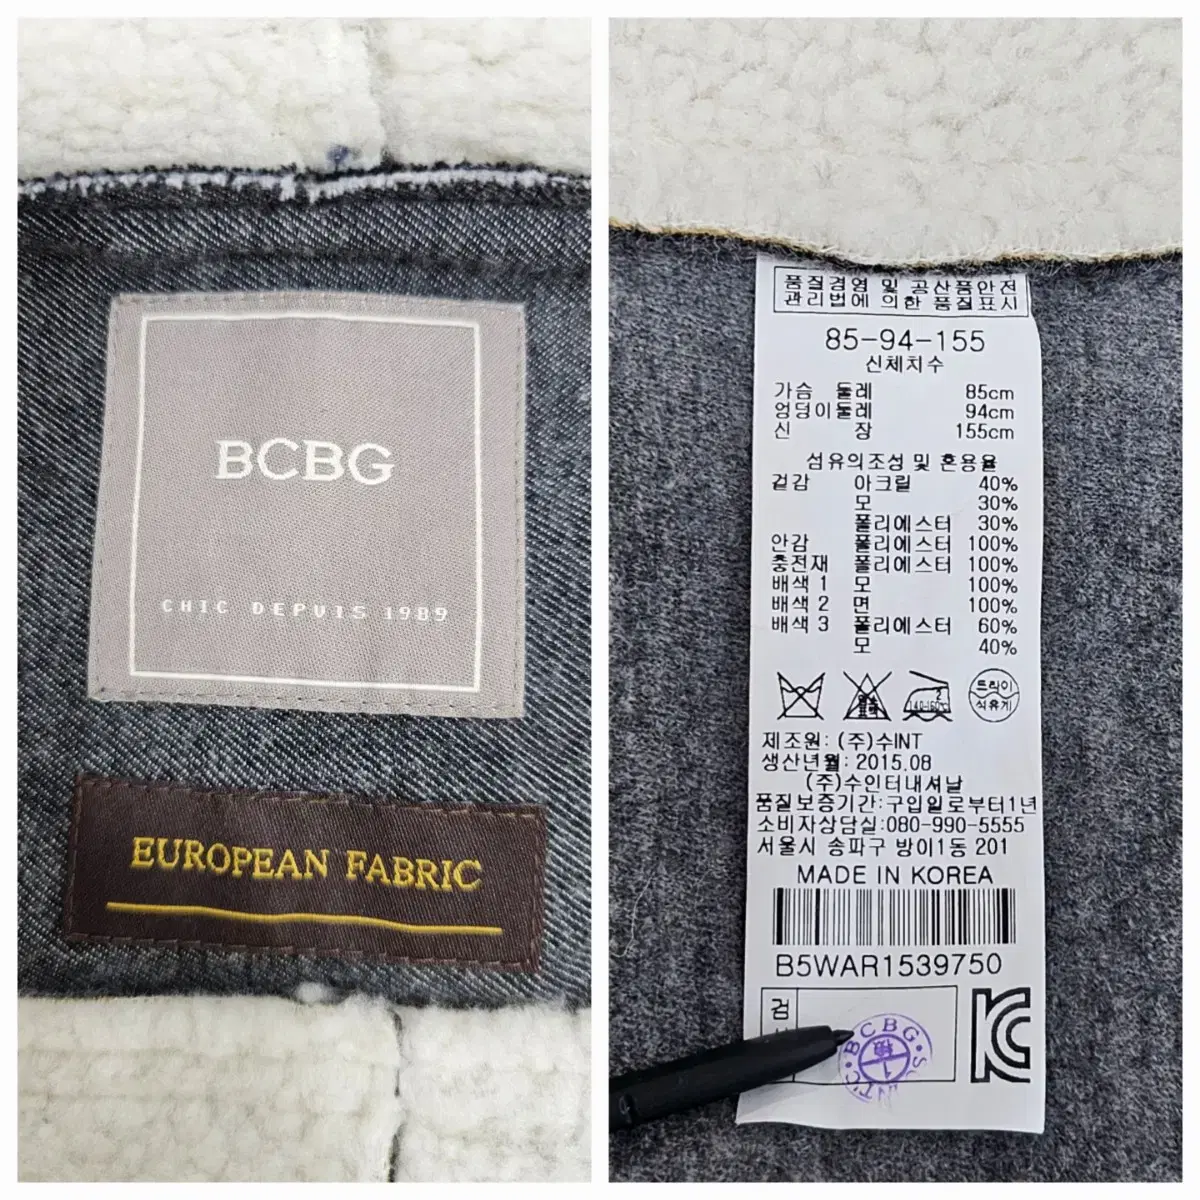 BCBG
CHIC DEPUIS 1989
EUROPEAN FABRIC
품질경영 및 공산품안전
관리법에 의한 품질표시
85-94-155
신체치수
가슴 둘레 85cm
엉덩이둘레 94cm
신 장 155cm
섬유의조성 및 혼용율
겉감 아크릴 40%
모 30%
폴리에스터 30%
안감 폴리에스터 100%
충전재 폴리에스터 100%
배색 1 모 100%
배색 2 면 100%
배색 3 폴리에스터 60%
모 40%
140-160℃ 드라이
석유계
제조원: (주)수INT
생산년월: 2015.08
(주)수인터내셔날
품질보증기간:구입일로부터1년
소비자상담실:080-990-5555
서울시 송파구 방이1동 201
MADE IN KOREA
B5WAR1539750
검
BCBG
1